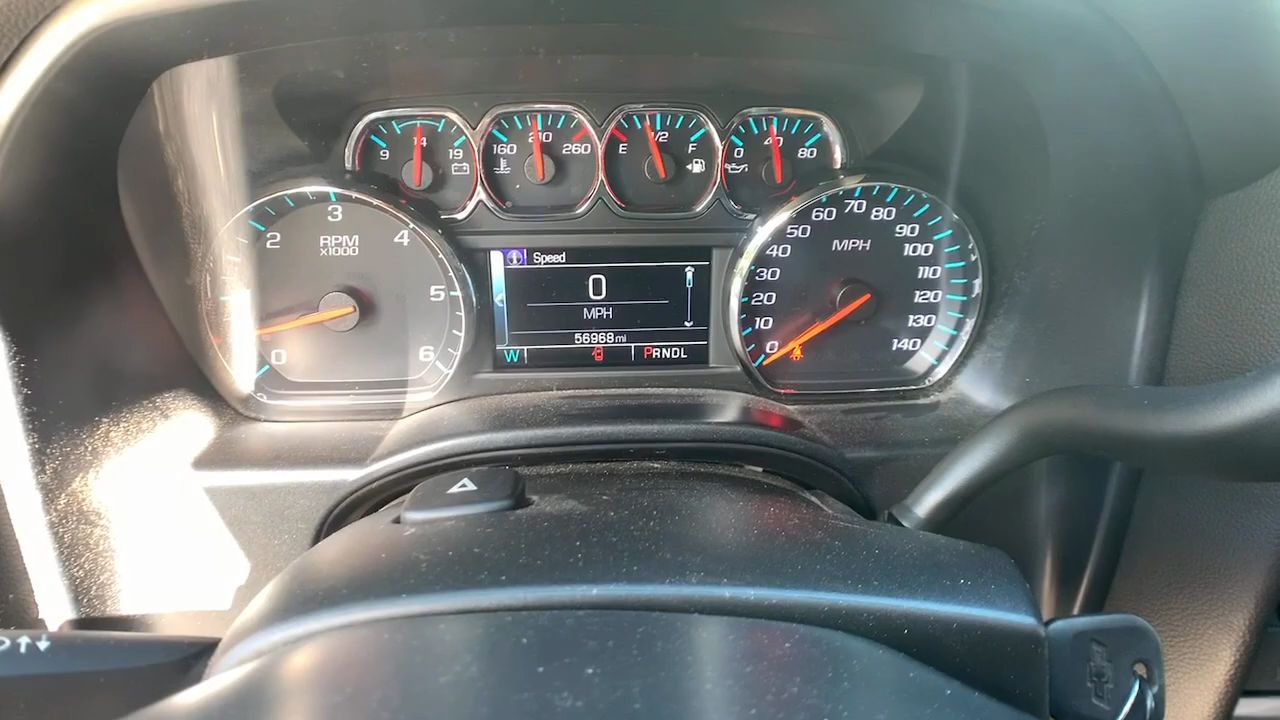 9 14 19
160 210 260
E 1/2 F
0 40 80
0 2 3 4 5 6
RPM
x1000
Speed
0
MPH
56968 mi
W PRNDL
0 10 20 30 40 50 60 70 80 90 100 110 120 130 140
MPH